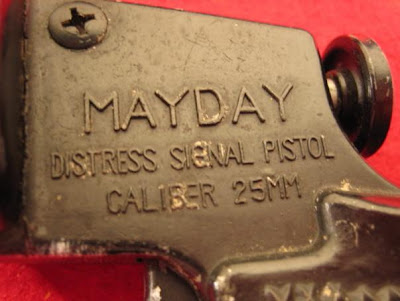 MAYDAY
DISTRESS SIGNAL PISTOL
CALIBER 25MM